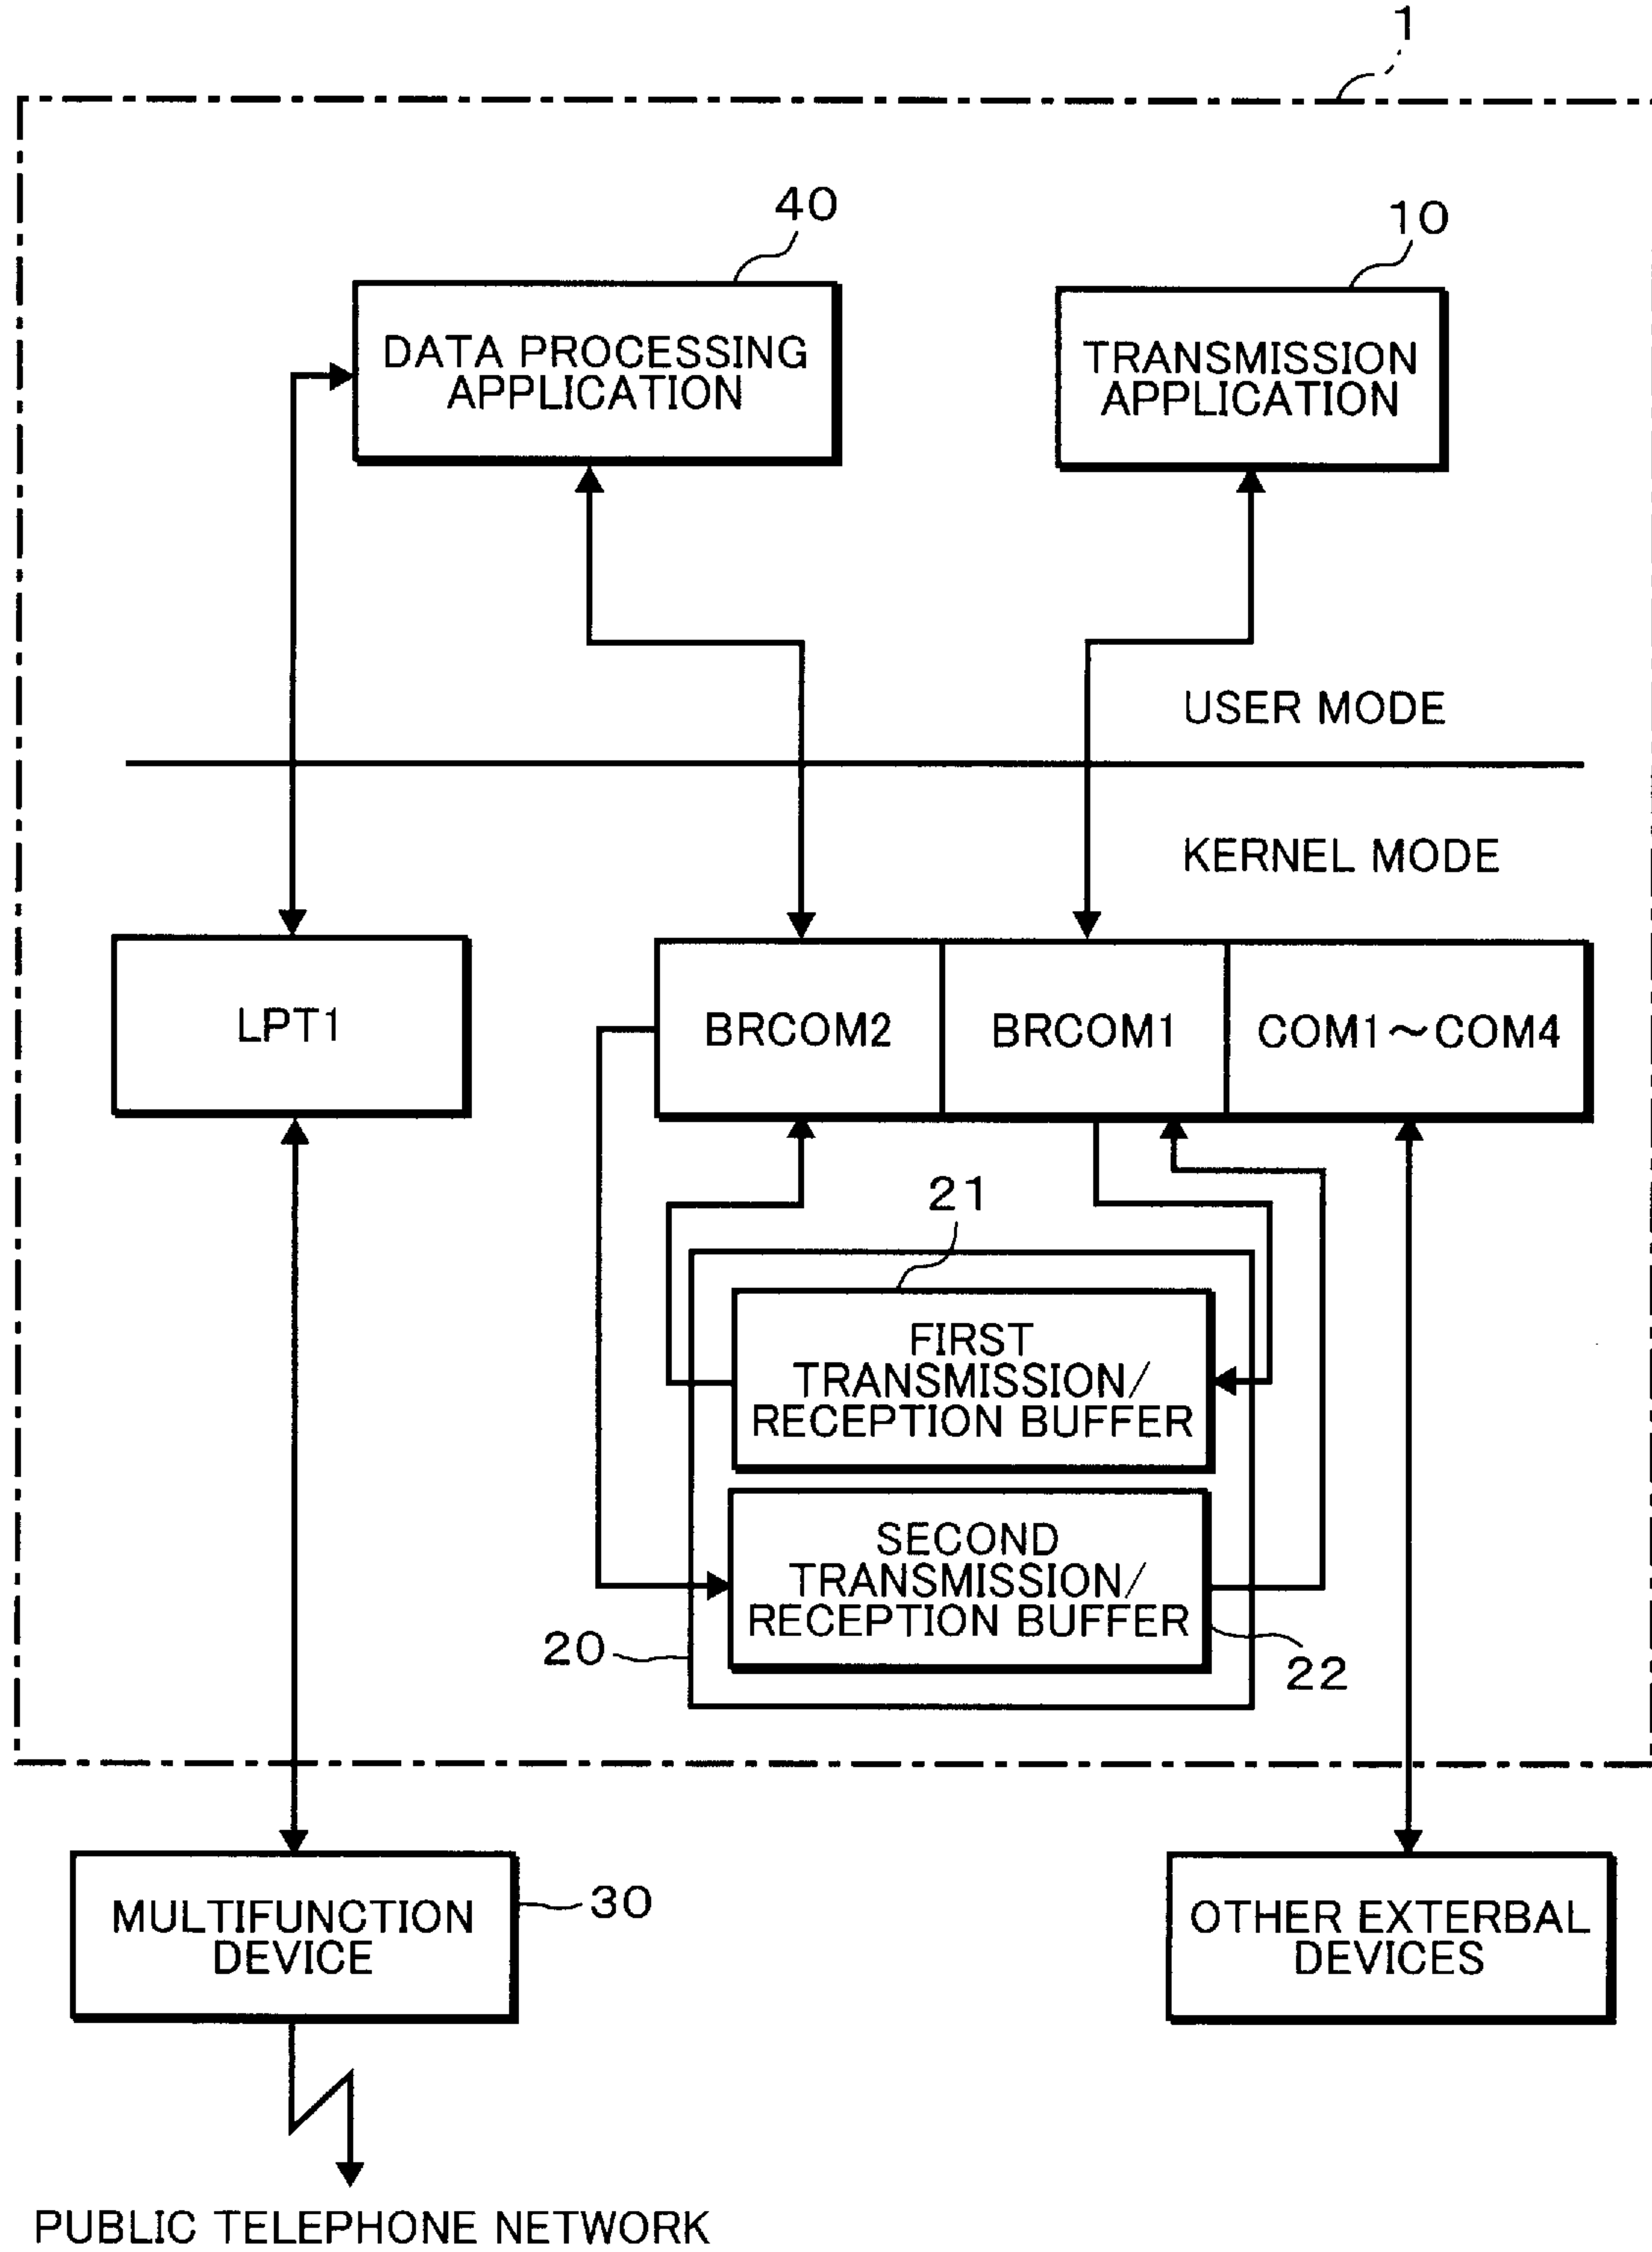 1
40
10
DATA PROCESSING
APPLICATION
TRANSMISSION
APPLICATION
USER MODE
KERNEL MODE
LPT1
BRCOM2
BRCOM1
COM1～COM4
21
FIRST
TRANSMISSION/
RECEPTION BUFFER
SECOND
TRANSMISSION/
RECEPTION BUFFER
20
22
MULTIFUNCTION
DEVICE
30
OTHER EXTERBAL
DEVICES
PUBLIC TELEPHONE NETWORK